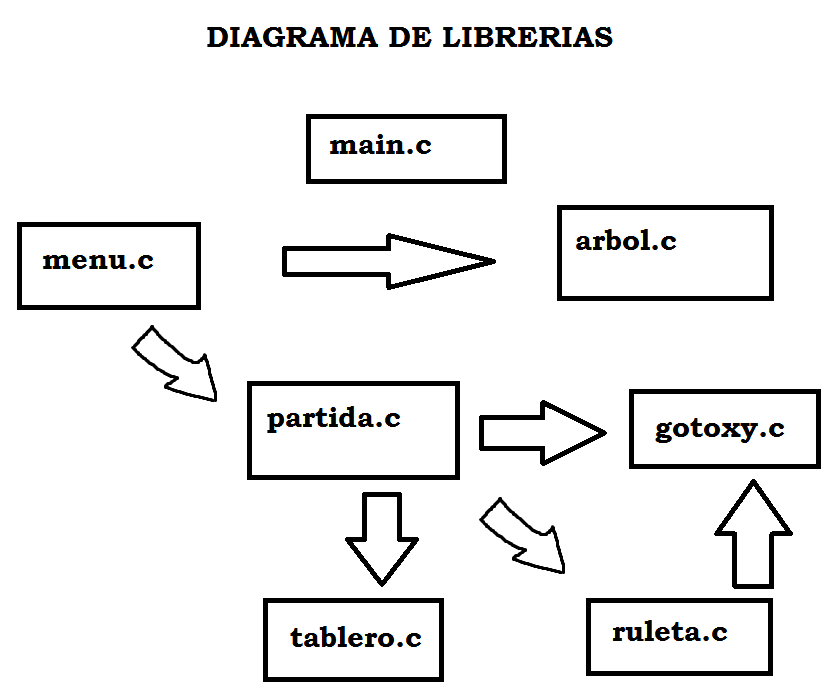 DIAGRAMA DE LIBRERIAS
main.c
menu.c
arbol.c
partida.c
gotoxy.c
tablero.c
ruleta.c